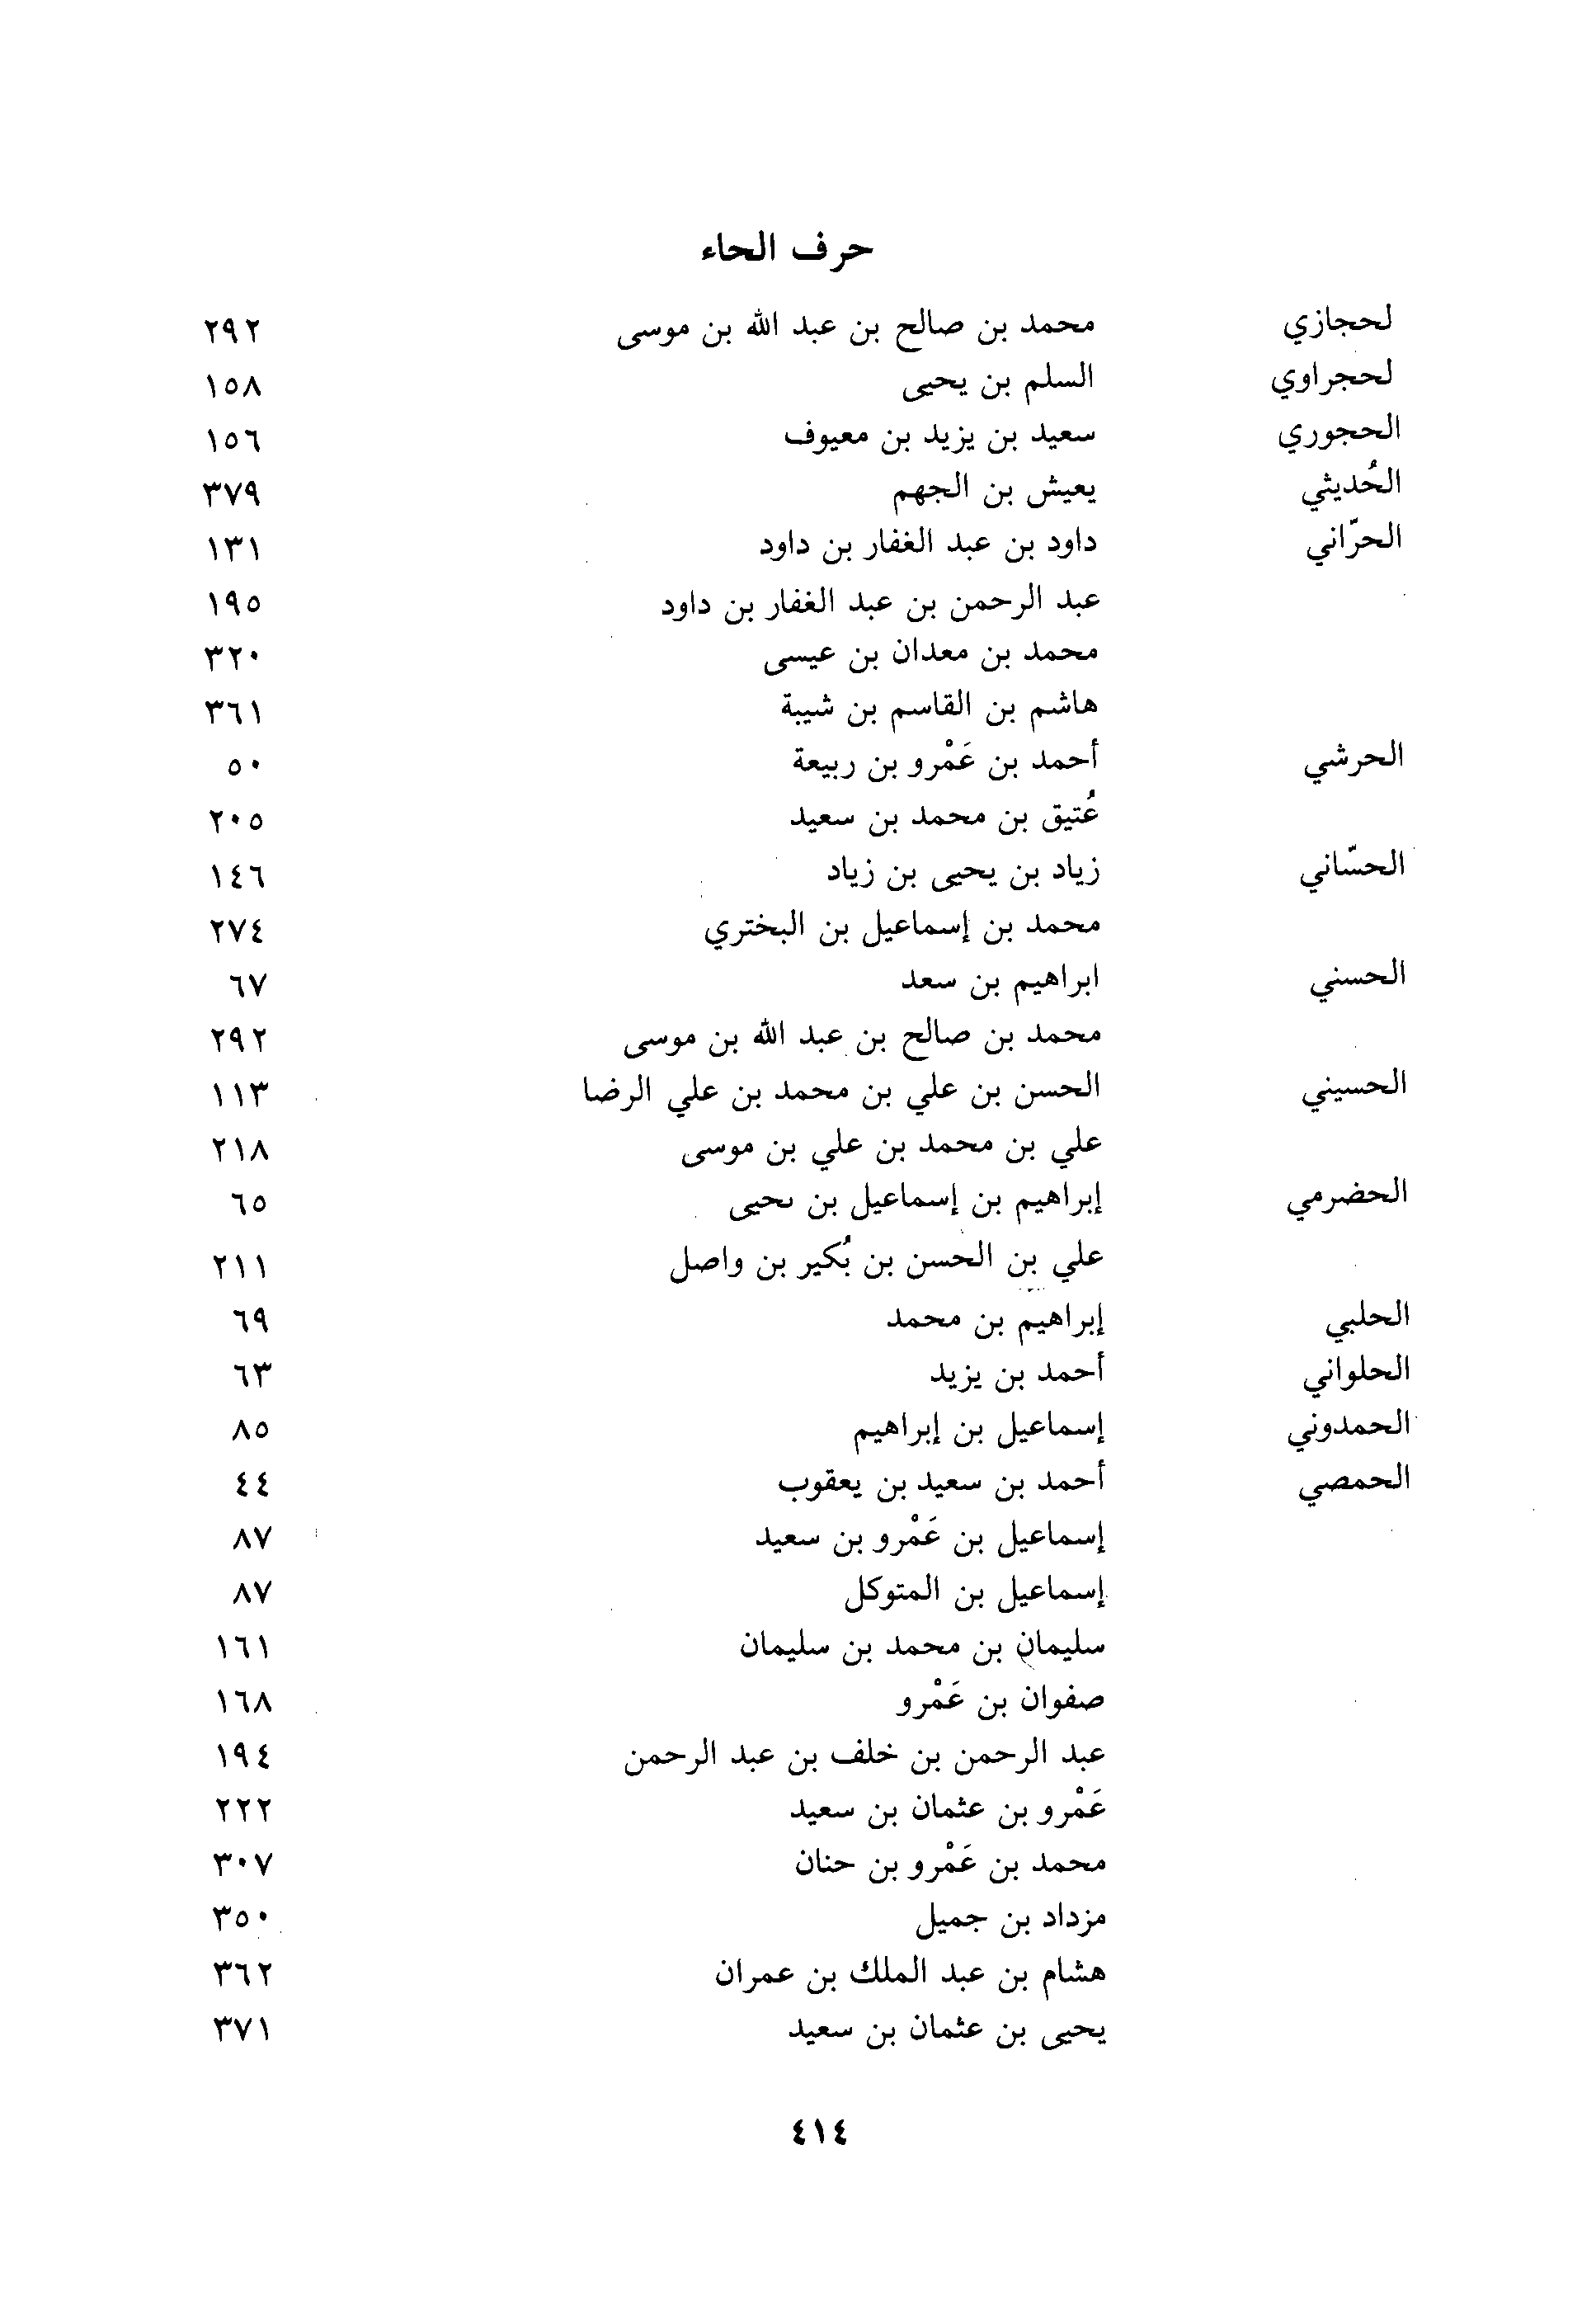 حرف الحاء
لحجازي محمد بن صالح بن عبد الله بن موسى ٢٩٢
لحجراوي السلم بن يحيى ١٥٨
الحجوري سعيد بن يزيد بن معيوف ١٥٦
الحُديثي يعيش بن الجهم ٣٧٩
الحرّاني داود بن عبد الغفار بن داود ١٣١
عبد الرحمن بن عبد الغفار بن داود ١٩٥
محمد بن معدان بن عيسى ٣٢٠
هاشم بن القاسم بن شيبة ٣٦١
الحرشي أحمد بن عَمْرو بن ربيعة ٥٠
عُتيق بن محمد بن سعيد ٢٠٥
الحسّاني زياد بن يحيى بن زياد ١٤٦
محمد بن إسماعيل بن البختري ٢٧٤
الحسني ابراهيم بن سعد ٦٧
محمد بن صالح بن عبد الله بن موسى ٢٩٢
الحسيني الحسن بن علي بن محمد بن علي الرضا ١١٣
علي بن محمد بن علي بن موسى ٢١٨
الحضرمي إبراهيم بن إسماعيل بن يحيى ٦٥
علي بن الحسن بن بُكير بن واصل ٢١١
الحلبي إبراهيم بن محمد ٦٩
الحلواني أحمد بن يزيد ٦٣
الحمدوني إسماعيل بن إبراهيم ٨٥
الحمصي أحمد بن سعيد بن يعقوب ٤٤
إسماعيل بن عَمْرو بن سعيد ٨٧
إسماعيل بن المتوكل ٨٧
سليمان بن محمد بن سليمان ١٦١
صفوان بن عَمْرو ١٦٨
عبد الرحمن بن خلف بن عبد الرحمن ١٩٤
عَمْرو بن عثمان بن سعيد ٢٢٢
محمد بن عَمْرو بن حنان ٣٠٧
مزداد بن جميل ٣٥٠
هشام بن عبد الملك بن عمران ٣٦٢
يحيى بن عثمان بن سعيد ٣٧١
٤١٤